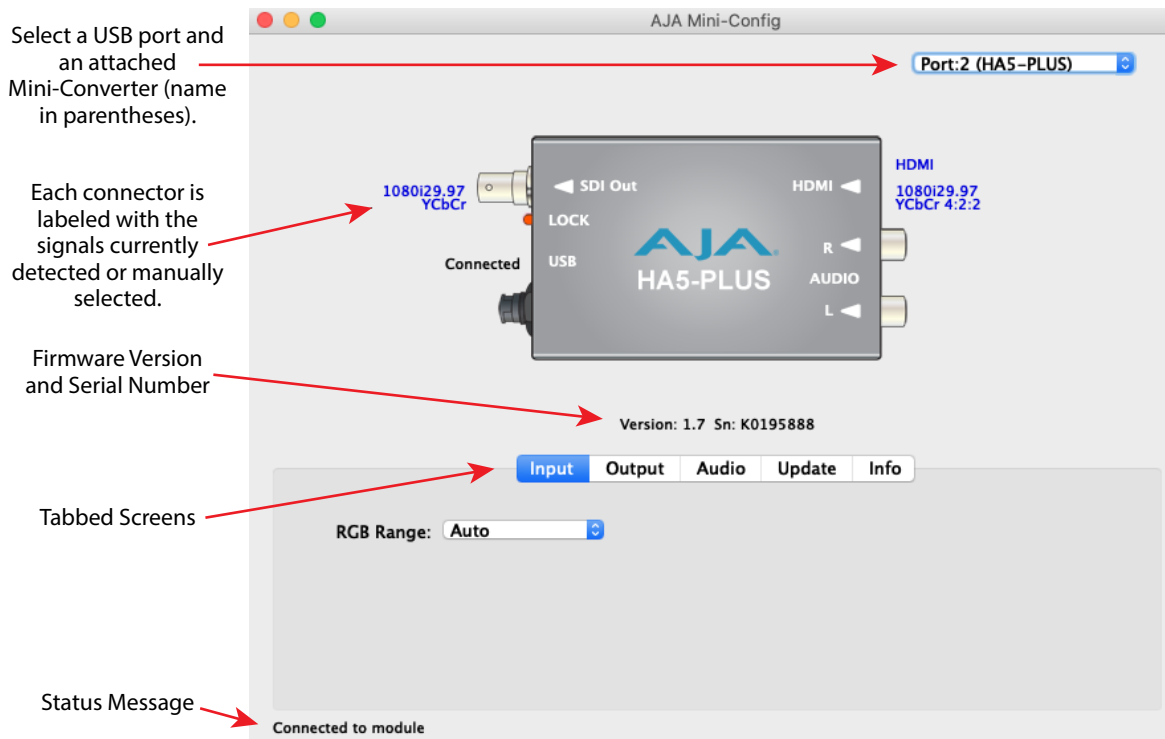 AJA Mini-Config
Select a USB port and
an attached
Mini-Converter (name
in parentheses).
Port:2 (HA5-PLUS)
Each connector is
labeled with the
signals currently
detected or manually
selected.
1080i29.97
YCbCr
SDI Out
LOCK
USB
Connected
AJA
HA5-PLUS
HDMI
R
AUDIO
L
HDMI
1080i29.97
YCbCr 4:2:2
Firmware Version
and Serial Number
Version: 1.7 Sn: K0195888
Input Output Audio Update Info
Tabbed Screens
RGB Range: Auto
Status Message
Connected to module